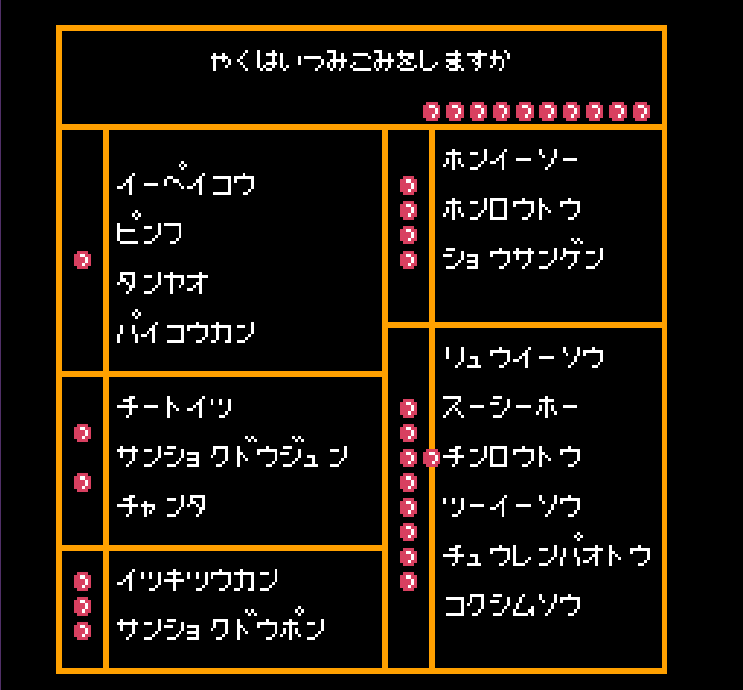 やくはいつみこみをしますか
イーペイコウ
ピンフ
タンヤオ
パイコウカン
チートイツ
サンショクドウジュン
チャンタ
イツキツウカン
サンショクドウポン
ホンイーソー
ホンロウトウ
ショウサンゲン
リュウイーソウ
スーシーホー
チンロウトウ
ツーイーソウ
チュウレンパオトウ
コクシムソウ